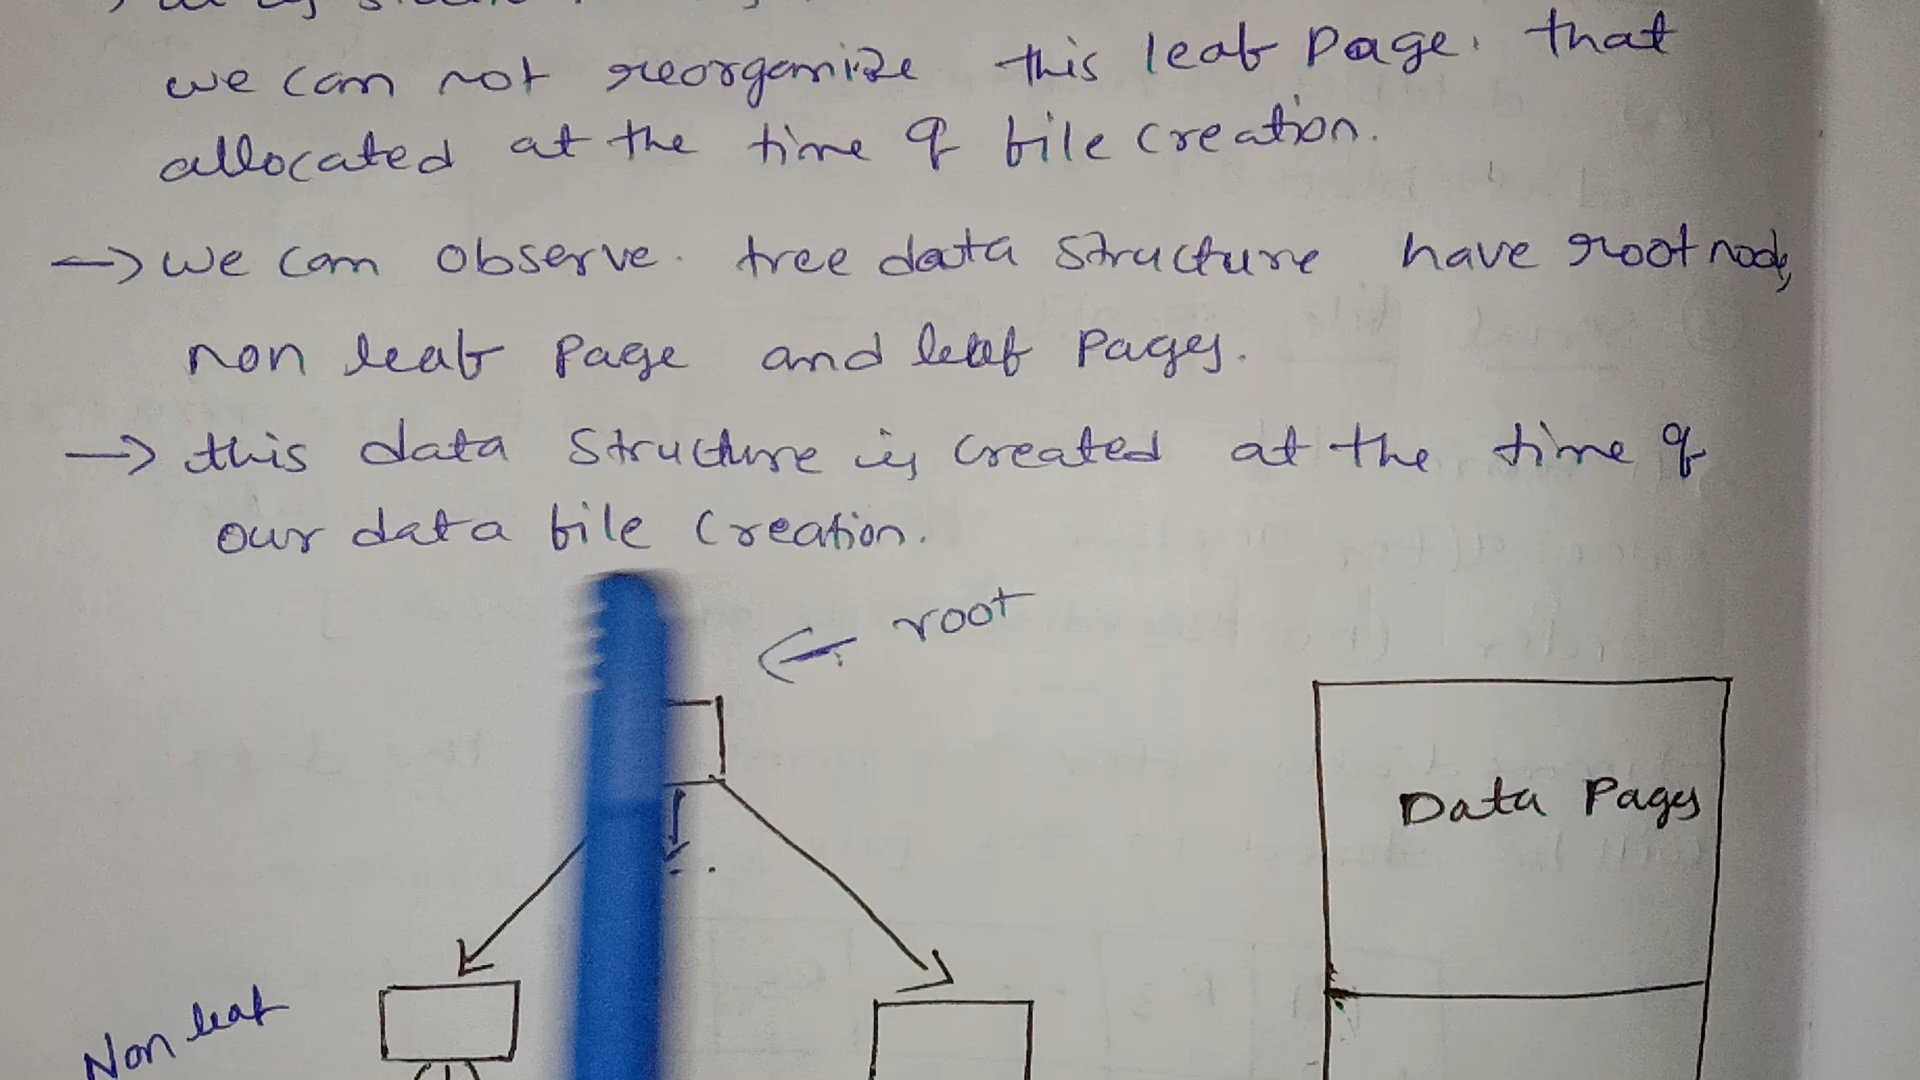 we can not reorganize this leaf page. that
allocated at the time of file creation.
→ we can observe. tree data structure have root node,
non leaf page and leaf pages.
→ this data structure is created at the time of
our data file creation.
← root
Data Pages
Non leaf